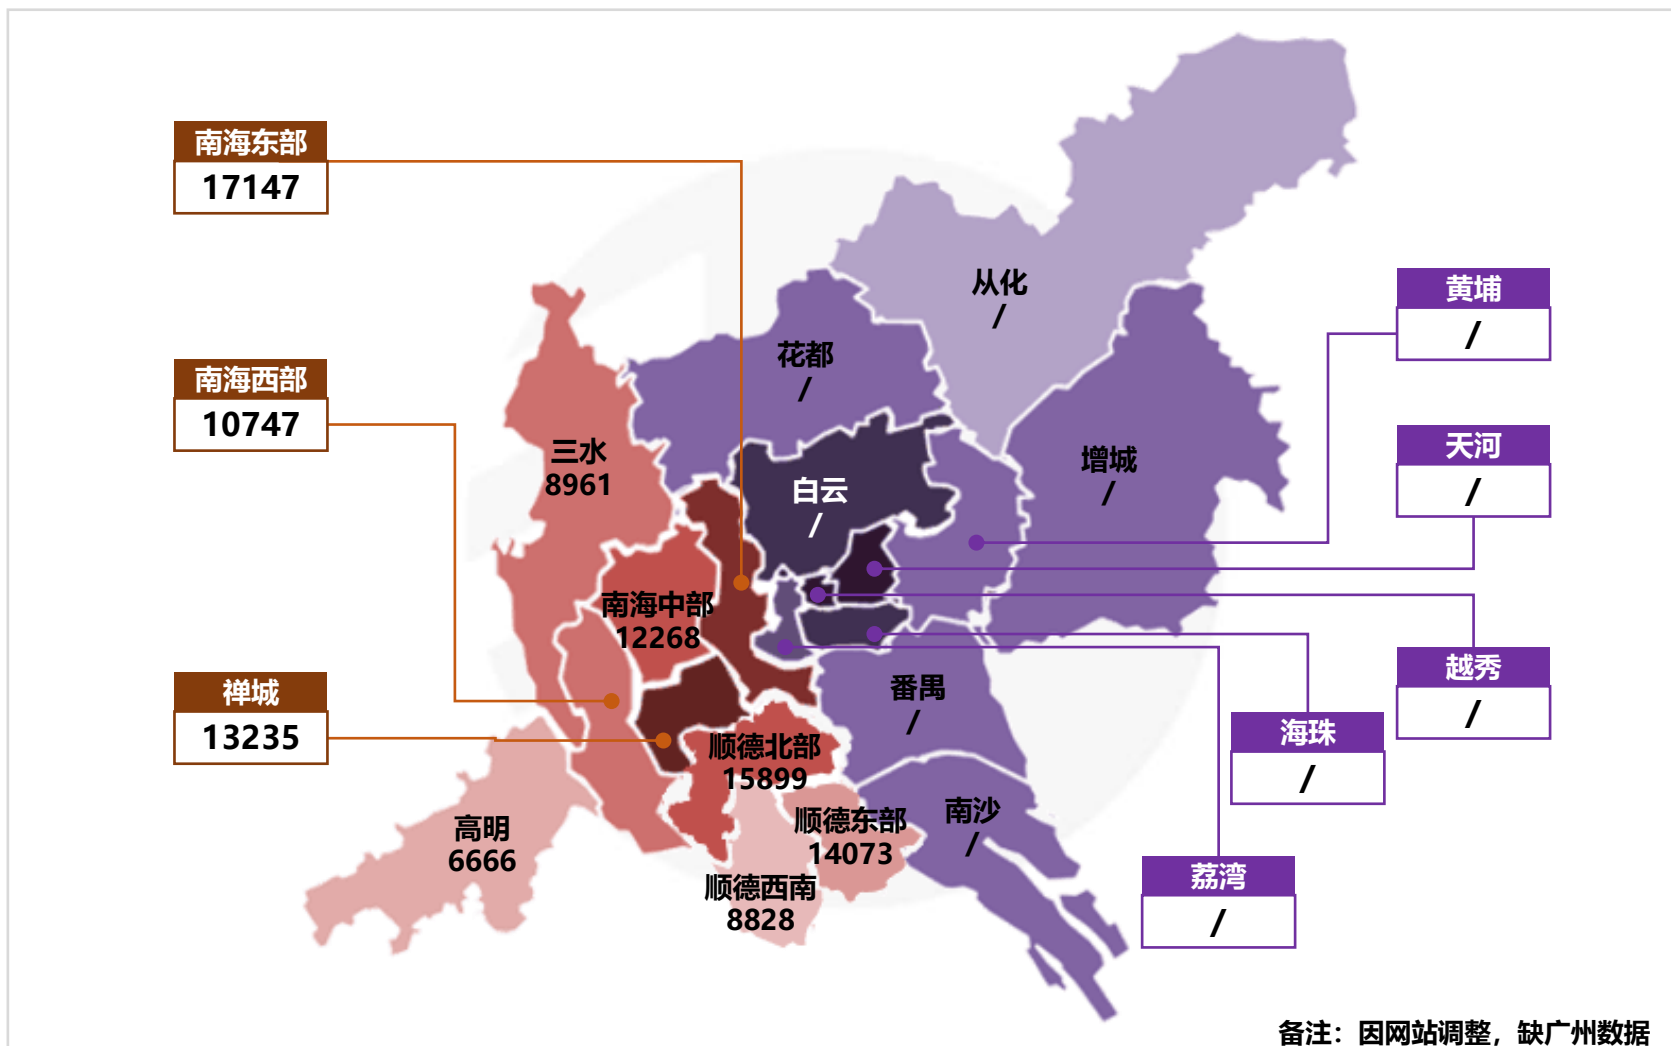 南海东部
17147
南海西部
10747
禅城
13235
三水
8961
南海中部
12268
高明
6666
顺德北部
15899
顺德东部
14073
顺德西南
8828
从化
/
花都
/
白云
/
增城
/
番禺
/
南沙
/
黄埔
/
天河
/
越秀
/
海珠
/
荔湾
/
备注：因网站调整，缺广州数据